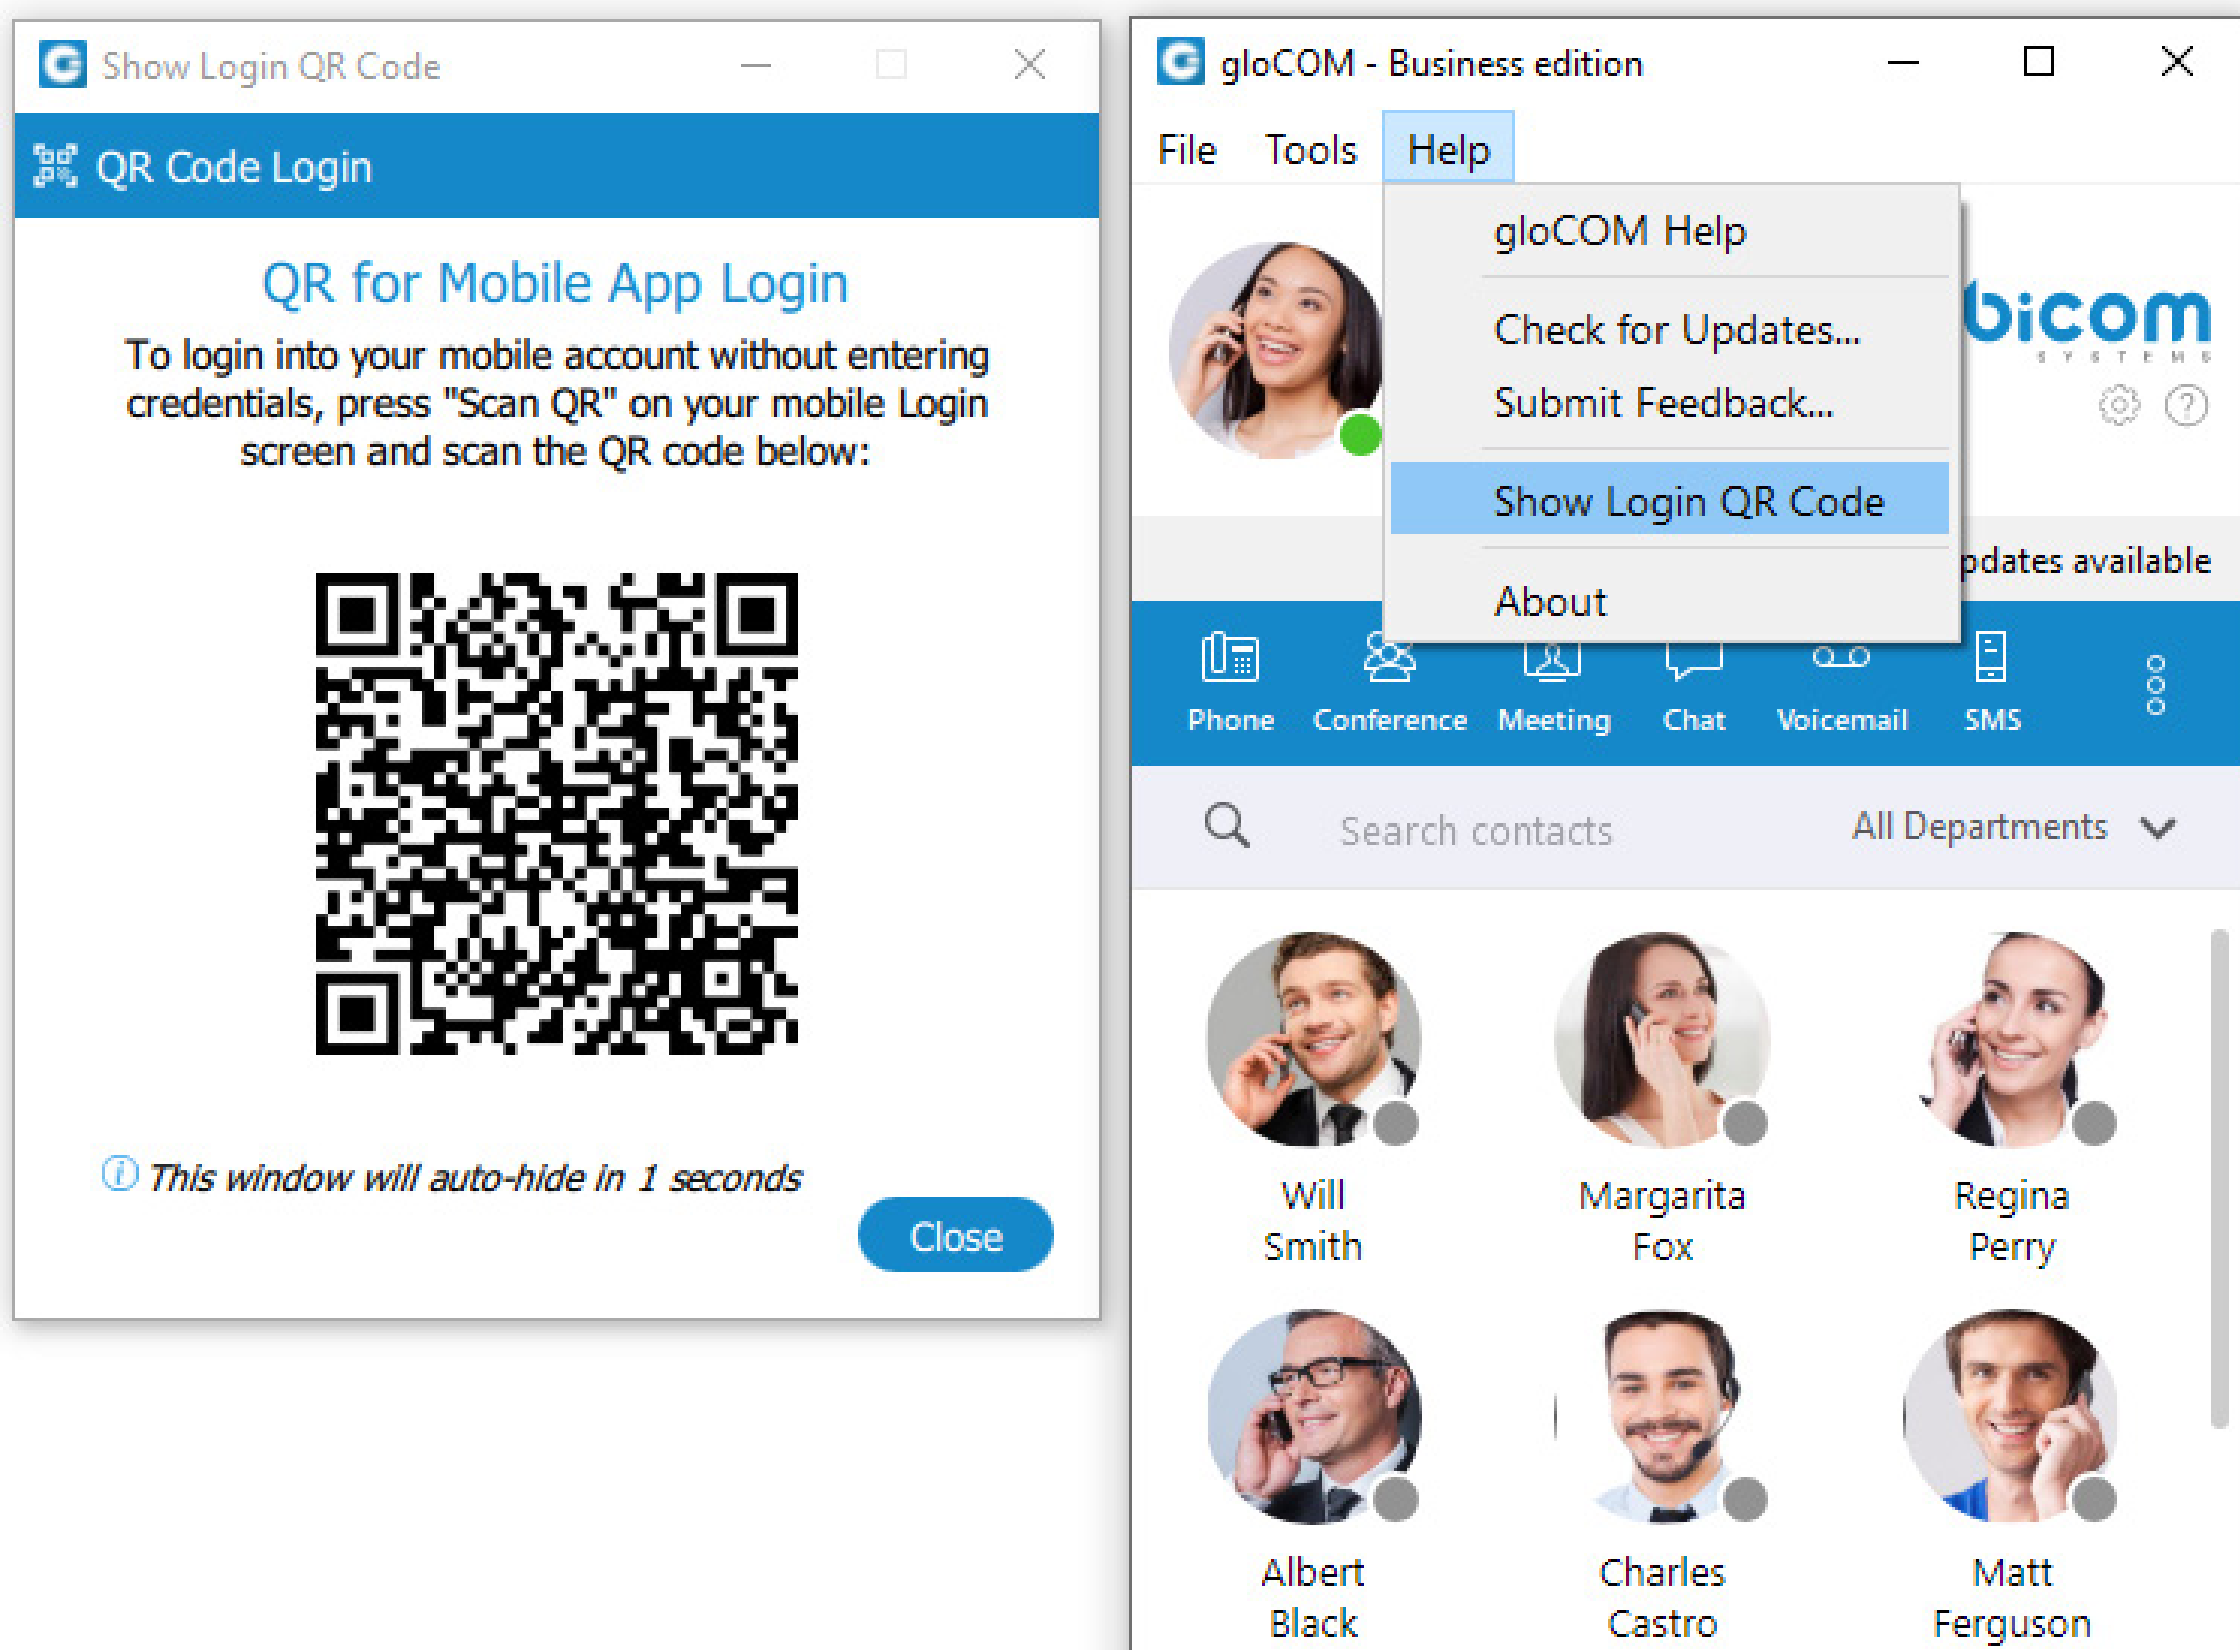 Show Login QR Code
QR Code Login
QR for Mobile App Login
To login into your mobile account without entering
credentials, press "Scan QR" on your mobile Login
screen and scan the QR code below:
This window will auto-hide in 1 seconds
Close
gloCOM - Business edition
File Tools Help
gloCOM Help
Check for Updates...
Submit Feedback...
Show Login QR Code
About
bicom
SYSTEMS
pdates available
Phone Conference Meeting Chat Voicemail SMS
Search contacts All Departments
Will Margarita Regina
Smith Fox Perry
Albert Charles Matt
Black Castro Ferguson